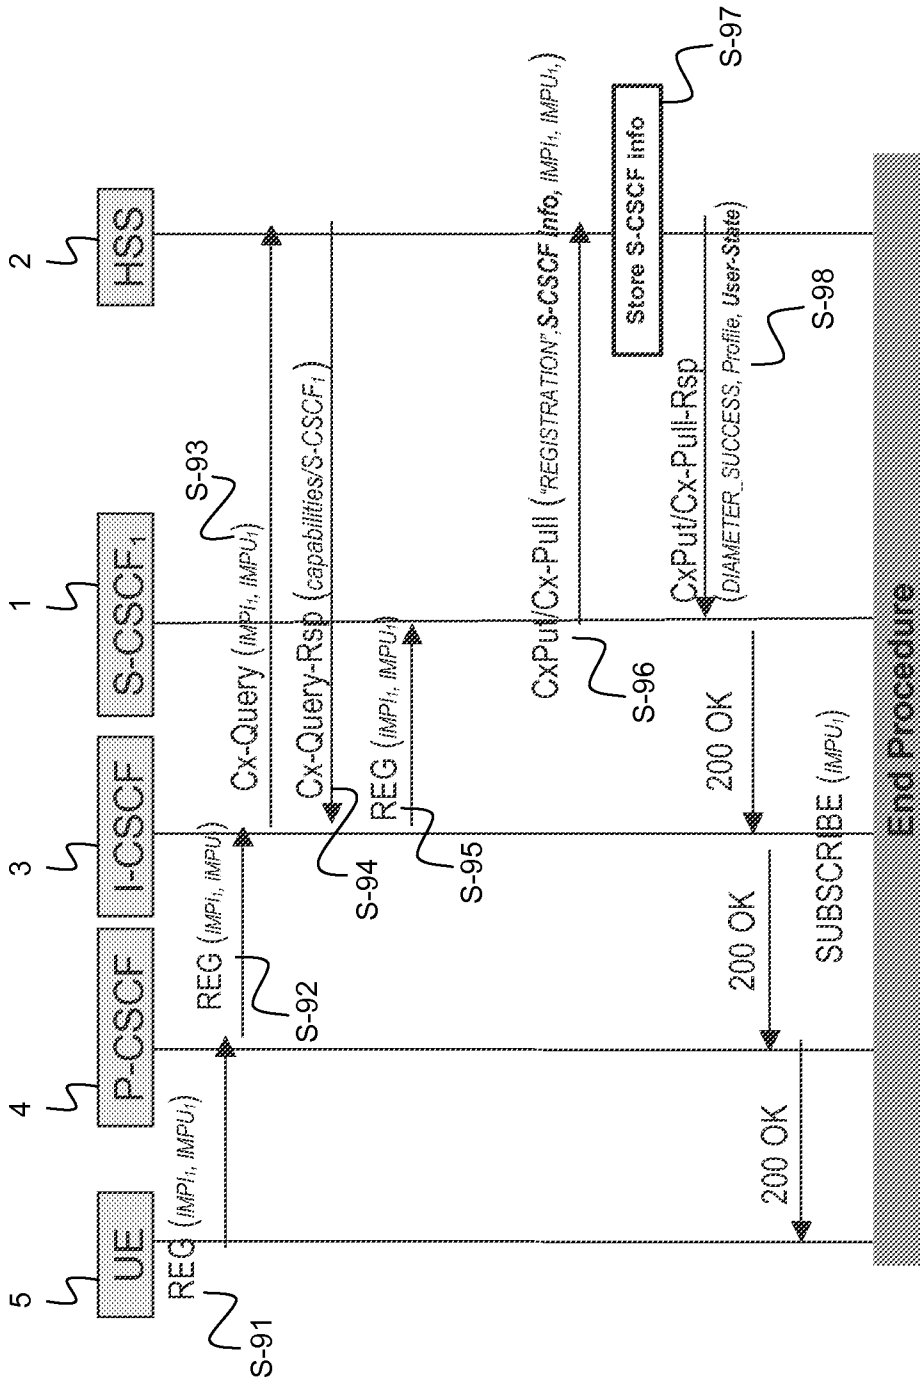 5
4
3
1
2
UE
P-CSCF
I-CSCF
S-CSCF₁
HSS
REG (IMPI₁, IMPU₁)
S-91
REG (IMPI₁, IMPU₁)
S-92
Cx-Query (IMPI₁, IMPU₁)
S-93
Cx-Query-Rsp (capabilities/S-CSCF₁)
S-94
REG (IMPI₁, IMPU₁)
S-95
CxPut/Cx-Pull ("REGISTRATION", S-CSCF info, IMPI₁, IMPU₁,)
S-96
Store S-CSCF info
S-97
CxPut/Cx-Pull-Rsp
(DIAMETER_SUCCESS, Profile, User-State)
S-98
200 OK
200 OK
200 OK
SUBSCRIBE (IMPU₁)
End Procedure